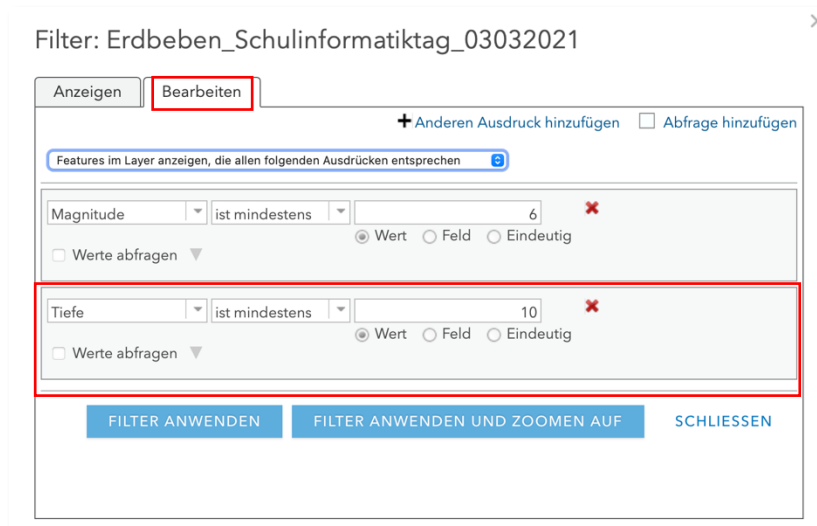 Filter: Erdbeben_Schulinformatiktag_03032021
Anzeigen Bearbeiten
+ Anderen Ausdruck hinzufügen Abfrage hinzufügen
Features im Layer anzeigen, die allen folgenden Ausdrücken entsprechen
Magnitude ist mindestens 6
Wert Feld Eindeutig
Werte abfragen
Tiefe ist mindestens 10
Wert Feld Eindeutig
Werte abfragen
FILTER ANWENDEN FILTER ANWENDEN UND ZOOMEN AUF SCHLIESSEN